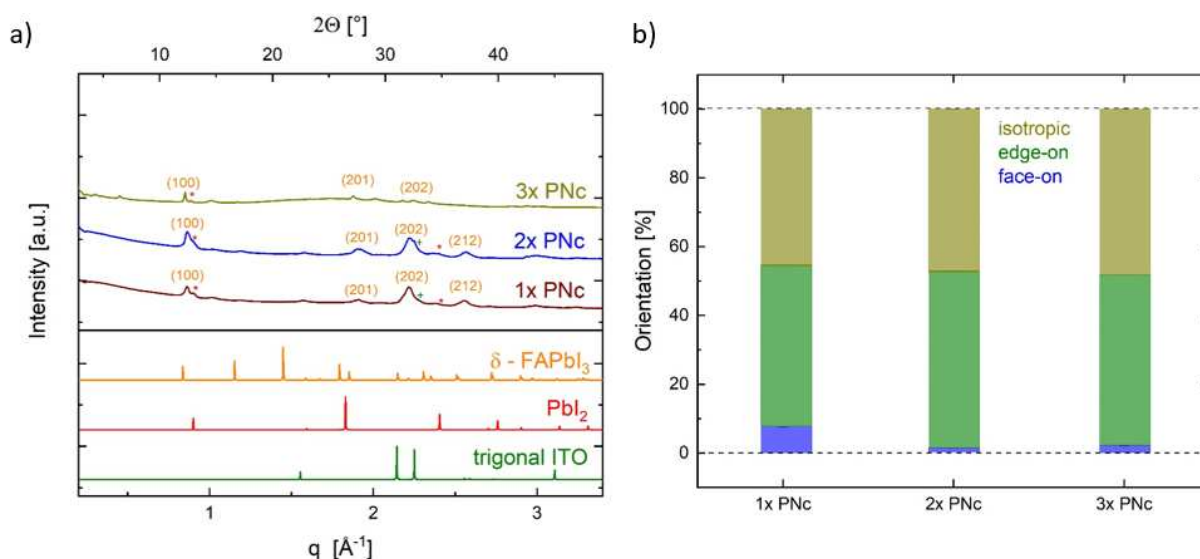 a)
2Θ [°]
10 20 30 40
Intensity [a.u.]
(100) * (201) (202) 3x PNc
(100) * (201) (202) + * (212) 2x PNc
(100) * (201) (202) + * (212) 1x PNc
δ - FAPbI₃
PbI₂
trigonal ITO
1 2 3
q [Å⁻¹]
b)
Orientation [%]
100
80
60
40
20
0
isotropic
edge-on
face-on
1x PNc 2x PNc 3x PNc